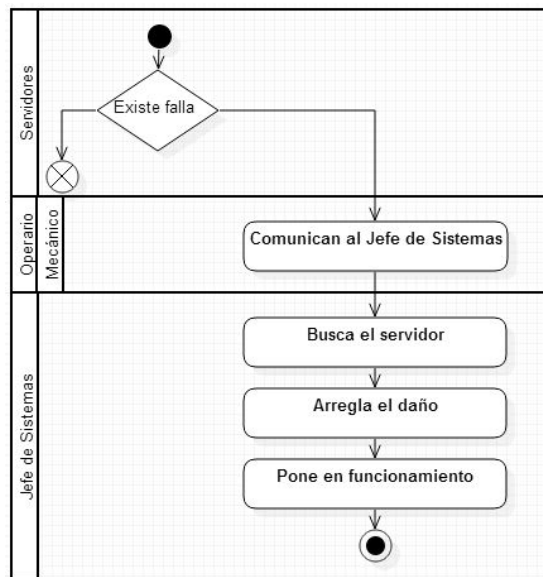 Servidores
Existe falla
Operario
Mecánico
Comunican al Jefe de Sistemas
Jefe de Sistemas
Busca el servidor
Arregla el daño
Pone en funcionamiento